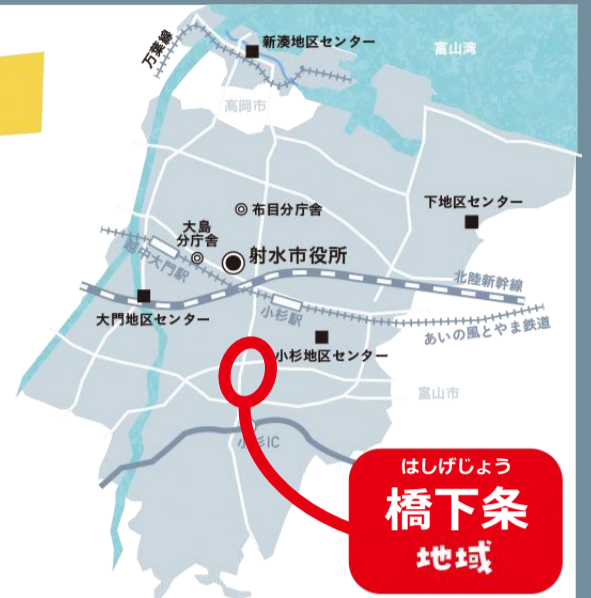 万葉線
新湊地区センター
富山湾
高岡市
布目分庁舎
下地区センター
大島
分庁舎
射水市役所
越中大門駅
北陸新幹線
大門地区センター
小杉駅
あいの風とやま鉄道
小杉地区センター
富山市
小杉IC
はしげじょう
橋下条
地域